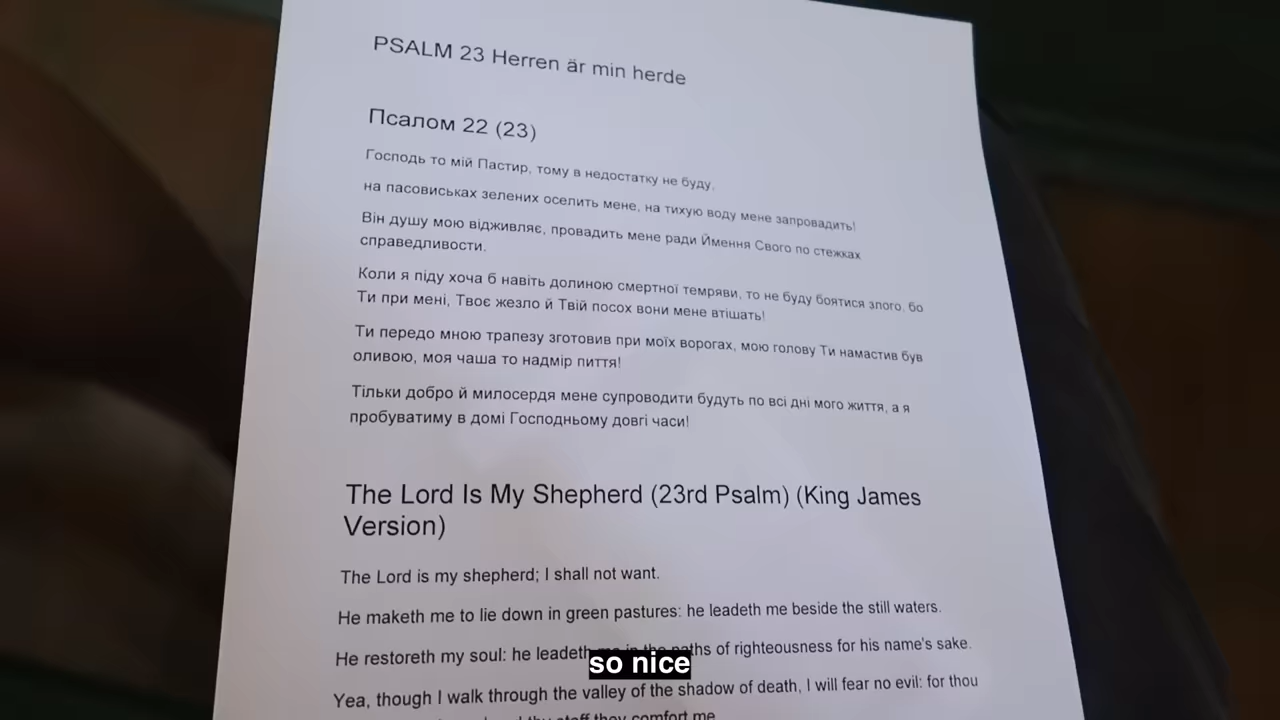 PSALM 23 Herren är min herde
Псалом 22 (23)
Господь то мій Пастир, тому в недостатку не буду,
на пасовиськах зелених оселить мене, на тихую воду мене запровадить!
Він душу мою відживляє, провадить мене ради Ймення Свого по стежках
справедливости.
Коли я піду хоча б навіть долиною смертної темряви, то не буду боятися злого, бо
Ти при мені, Твоє жезло й Твій посох вони мене втішать!
Ти передо мною трапезу зготовив при моїх ворогах, мою голову Ти намастив був
оливою, моя чаша то надмір пиття!
Тільки добро й милосердя мене супроводити будуть по всі дні мого життя, а я
пробуватиму в домі Господньому довгі часи!
The Lord Is My Shepherd (23rd Psalm) (King James
Version)
The Lord is my shepherd; I shall not want.
He maketh me to lie down in green pastures: he leadeth me beside the still waters.
He restoreth my soul: he leadeth me in the paths of righteousness for his name's sake.
so nice
Yea, though I walk through the valley of the shadow of death, I will fear no evil: for thou
staff they comfort me